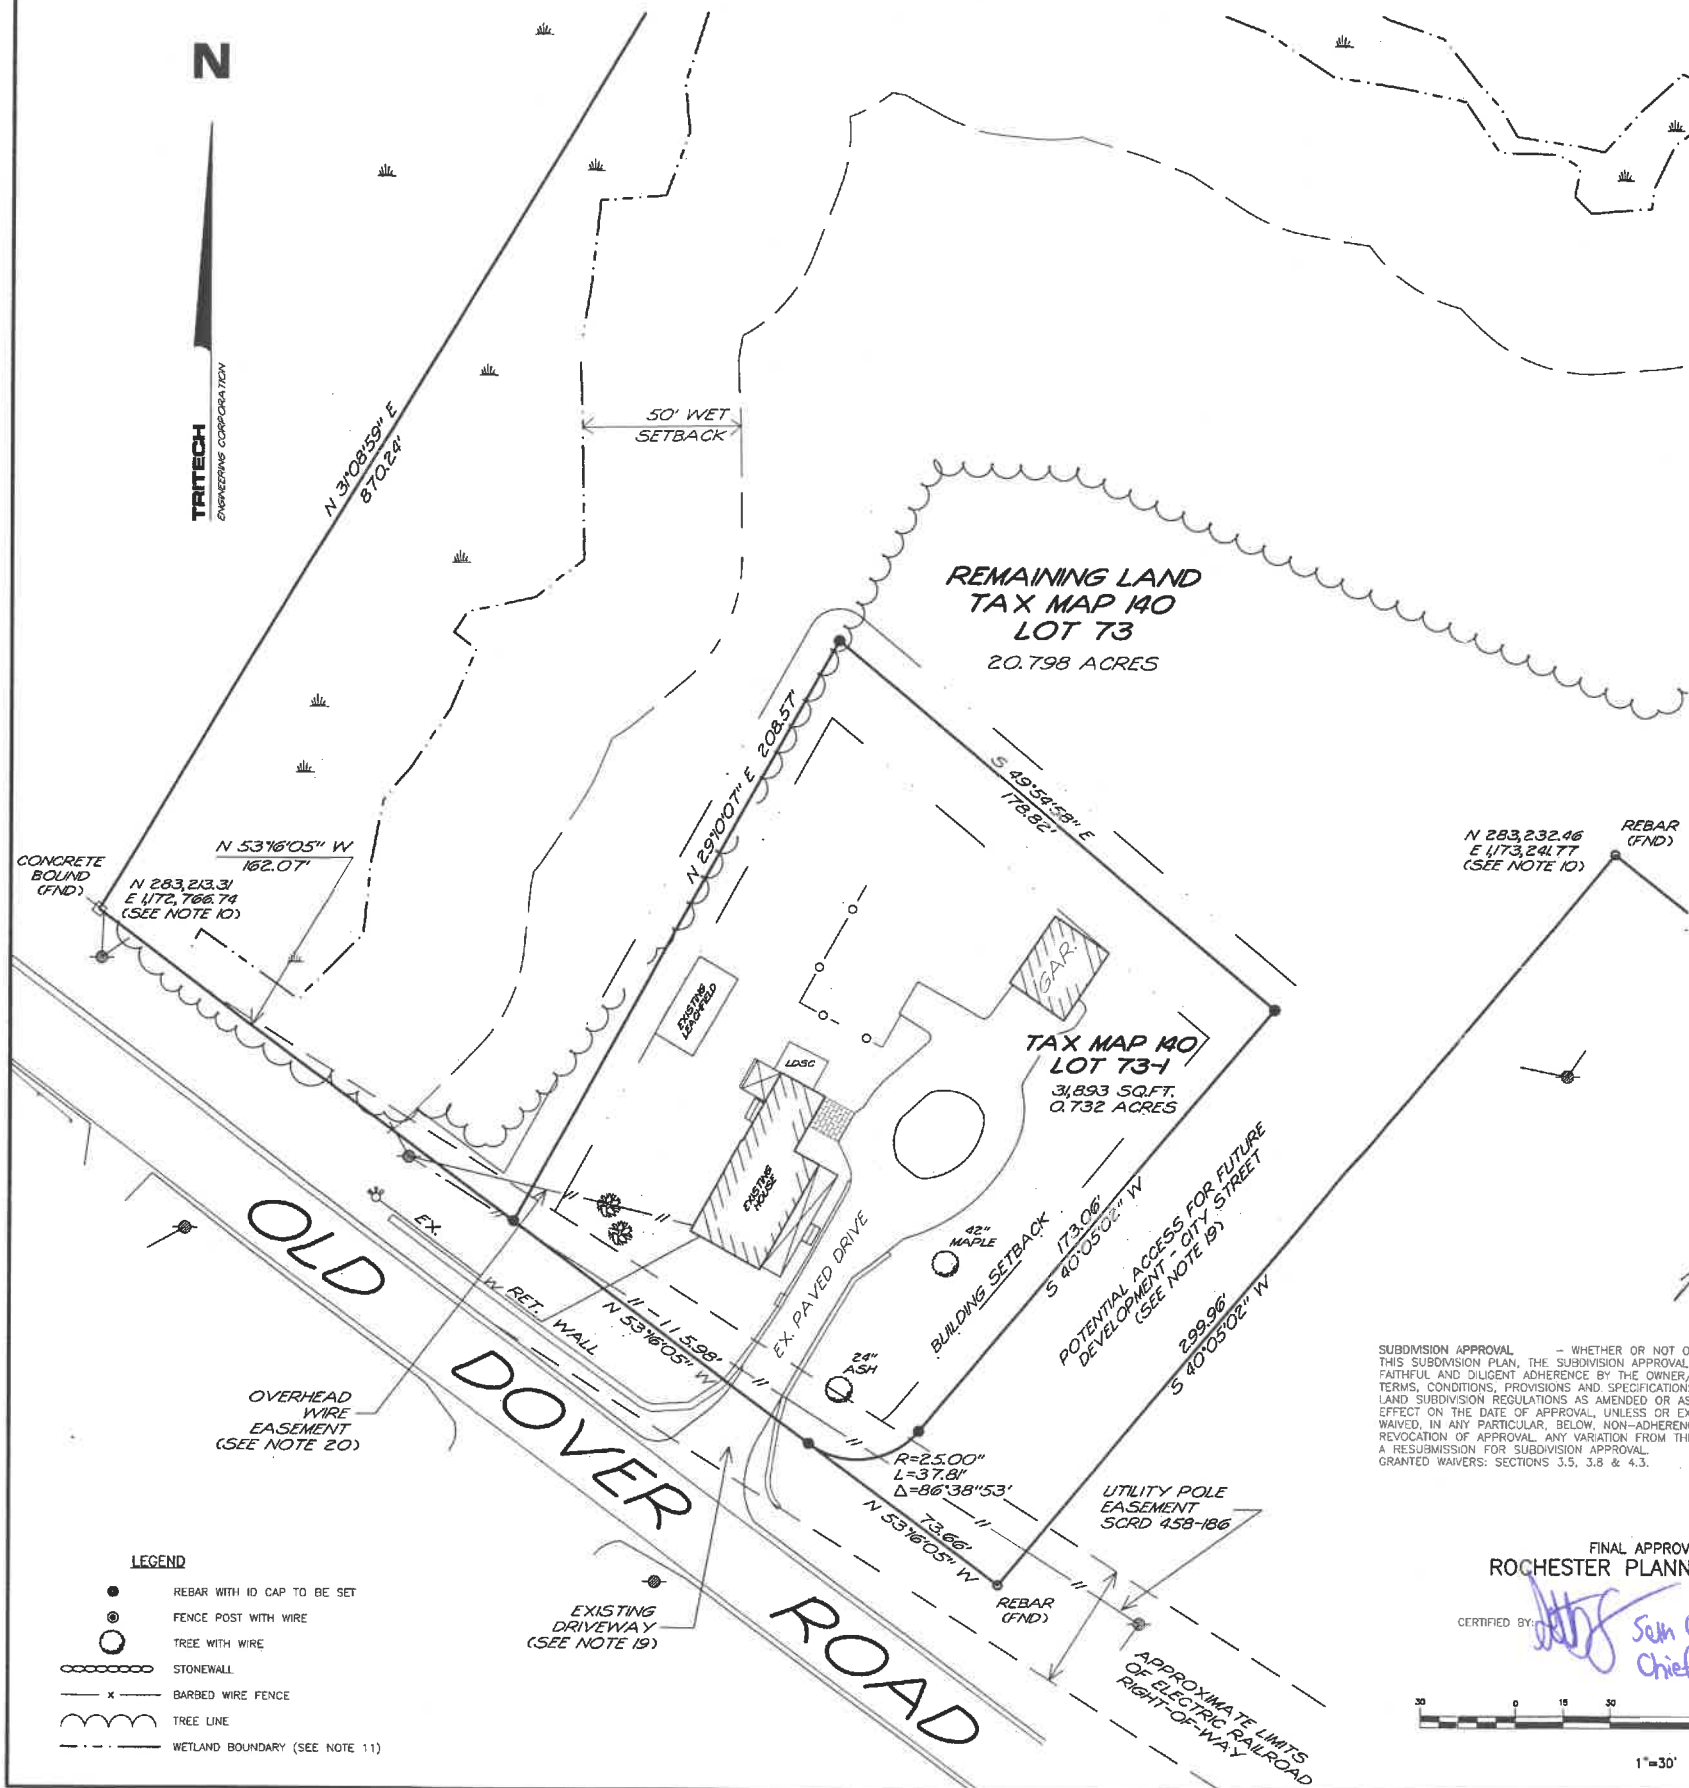 N
TRITECH
ENGINEERING CORPORATION
N 31°08'59" E
870.24'
50' WET
SETBACK
REMAINING LAND
TAX MAP 140
LOT 73
20.798 ACRES
N 29°10'07" E 208.57'
S 49°54'58" E
178.82'
N 53°16'05" W
162.07'
CONCRETE
BOUND
(FND)
N 283,213.31
E 1,172,766.74
(SEE NOTE 10)
N 283,232.46
E 1,173,241.77
(SEE NOTE 10)
REBAR
(FND)
EXISTING
LEACHFIELD
GAR.
LDSC
TAX MAP 140
LOT 73-1
31,893 SQ.FT.
0.732 ACRES
EXISTING
HOUSE
42"
MAPLE
24"
ASH
EX. PAVED DRIVE
BUILDING SETBACK
173.06'
S 40°05'02" W
POTENTIAL ACCESS FOR FUTURE
DEVELOPMENT - CITY STREET
(SEE NOTE 19)
299.96'
S 40°05'02" W
EX.
W RET.
WALL
115.98'
N 53°16'05" W
OVERHEAD
WIRE
EASEMENT
(SEE NOTE 20)
OLD
DOVER
ROAD
R=25.00"
L=37.81'
Δ=86°38"53'
73.66'
N 53°16'05" W
UTILITY POLE
EASEMENT
SCRD 458-186
REBAR
(FND)
EXISTING
DRIVEWAY
(SEE NOTE 19)
APPROXIMATE LIMITS
OF ELECTRIC RAILROAD
RIGHT-OF-WAY
SUBDIVISION APPROVAL - WHETHER OR NOT O
THIS SUBDIVISION PLAN, THE SUBDIVISION APPROVAL
FAITHFUL AND DILIGENT ADHERENCE BY THE OWNER/
TERMS, CONDITIONS, PROVISIONS AND SPECIFICATION
LAND SUBDIVISION REGULATIONS AS AMENDED OR AS
EFFECT ON THE DATE OF APPROVAL, UNLESS OR EX
WAIVED, IN ANY PARTICULAR, BELOW, NON-ADHEREN
REVOCATION OF APPROVAL. ANY VARIATION FROM TH
A RESUBMISSION FOR SUBDIVISION APPROVAL.
GRANTED WAIVERS: SECTIONS 3.5, 3.8 & 4.3.
FINAL APPROV
ROCHESTER PLANN
CERTIFIED BY:
Seth
Chief
30 0 15 30
1"=30'
LEGEND
REBAR WITH ID CAP TO BE SET
FENCE POST WITH WIRE
TREE WITH WIRE
STONEWALL
x BARBED WIRE FENCE
TREE LINE
WETLAND BOUNDARY (SEE NOTE 11)